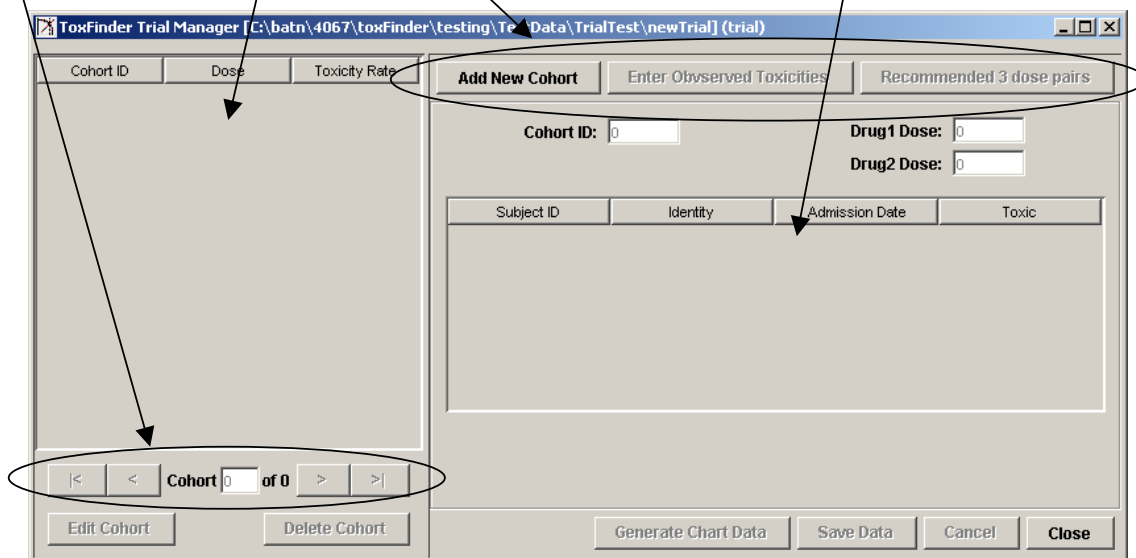 ToxFinder Trial Manager [C:\batn\4067\toxFinder\testing\TestData\TrialTest\newTrial] (trial)
Cohort ID Dose Toxicity Rate
Add New Cohort Enter Obvserved Toxicities Recommended 3 dose pairs
Cohort ID: 0 Drug1 Dose: 0
Drug2 Dose: 0
Subject ID Identity Admission Date Toxic
|< < Cohort 0 of 0 > >|
Edit Cohort Delete Cohort
Generate Chart Data Save Data Cancel Close